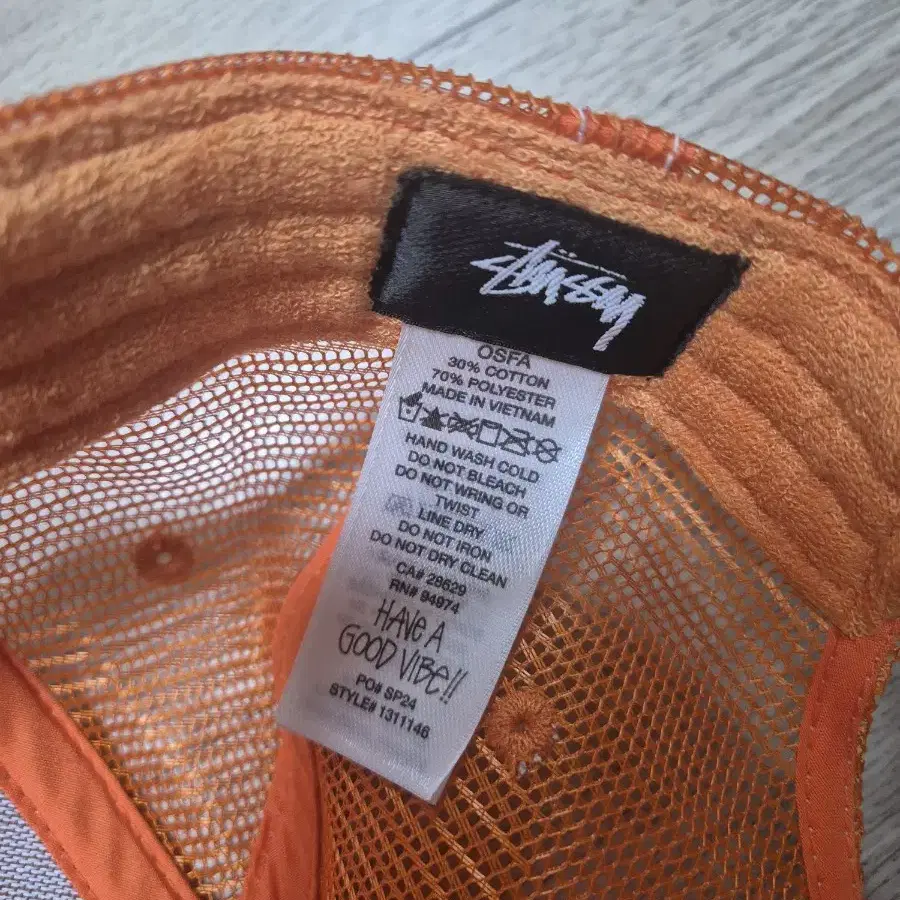 Stüssy
OSFA
30% COTTON
70% POLYESTER
MADE IN VIETNAM
HAND WASH COLD
DO NOT BLEACH
DO NOT WRING OR
TWIST
LINE DRY
DO NOT IRON
DO NOT DRY CLEAN
CA# 28629
RN# 94974
HAVE A
GOOD VIBE!!
PO# SP24
STYLE# 1311146